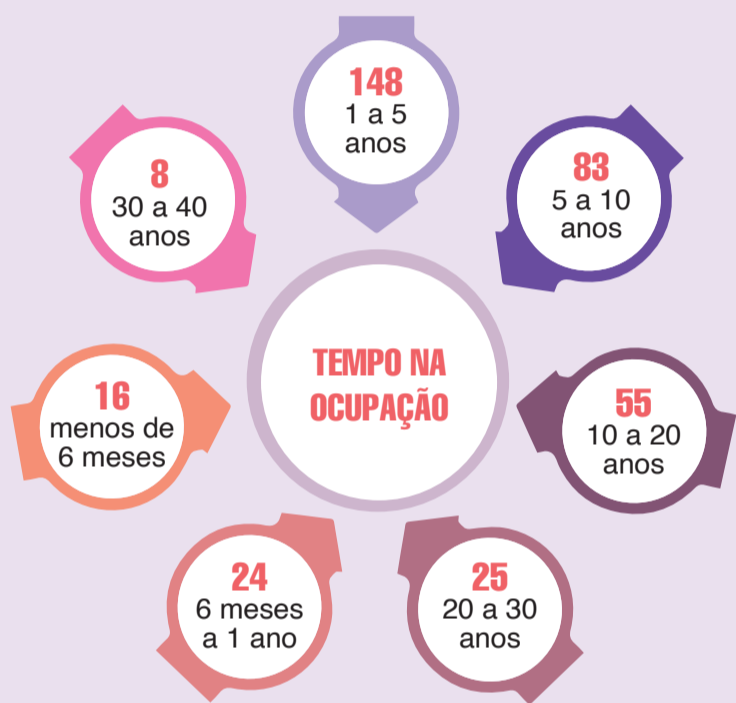 148
1 a 5
anos
83
5 a 10
anos
55
10 a 20
anos
25
20 a 30
anos
24
6 meses
a 1 ano
16
menos de
6 meses
8
30 a 40
anos
TEMPO NA
OCUPAÇÃO